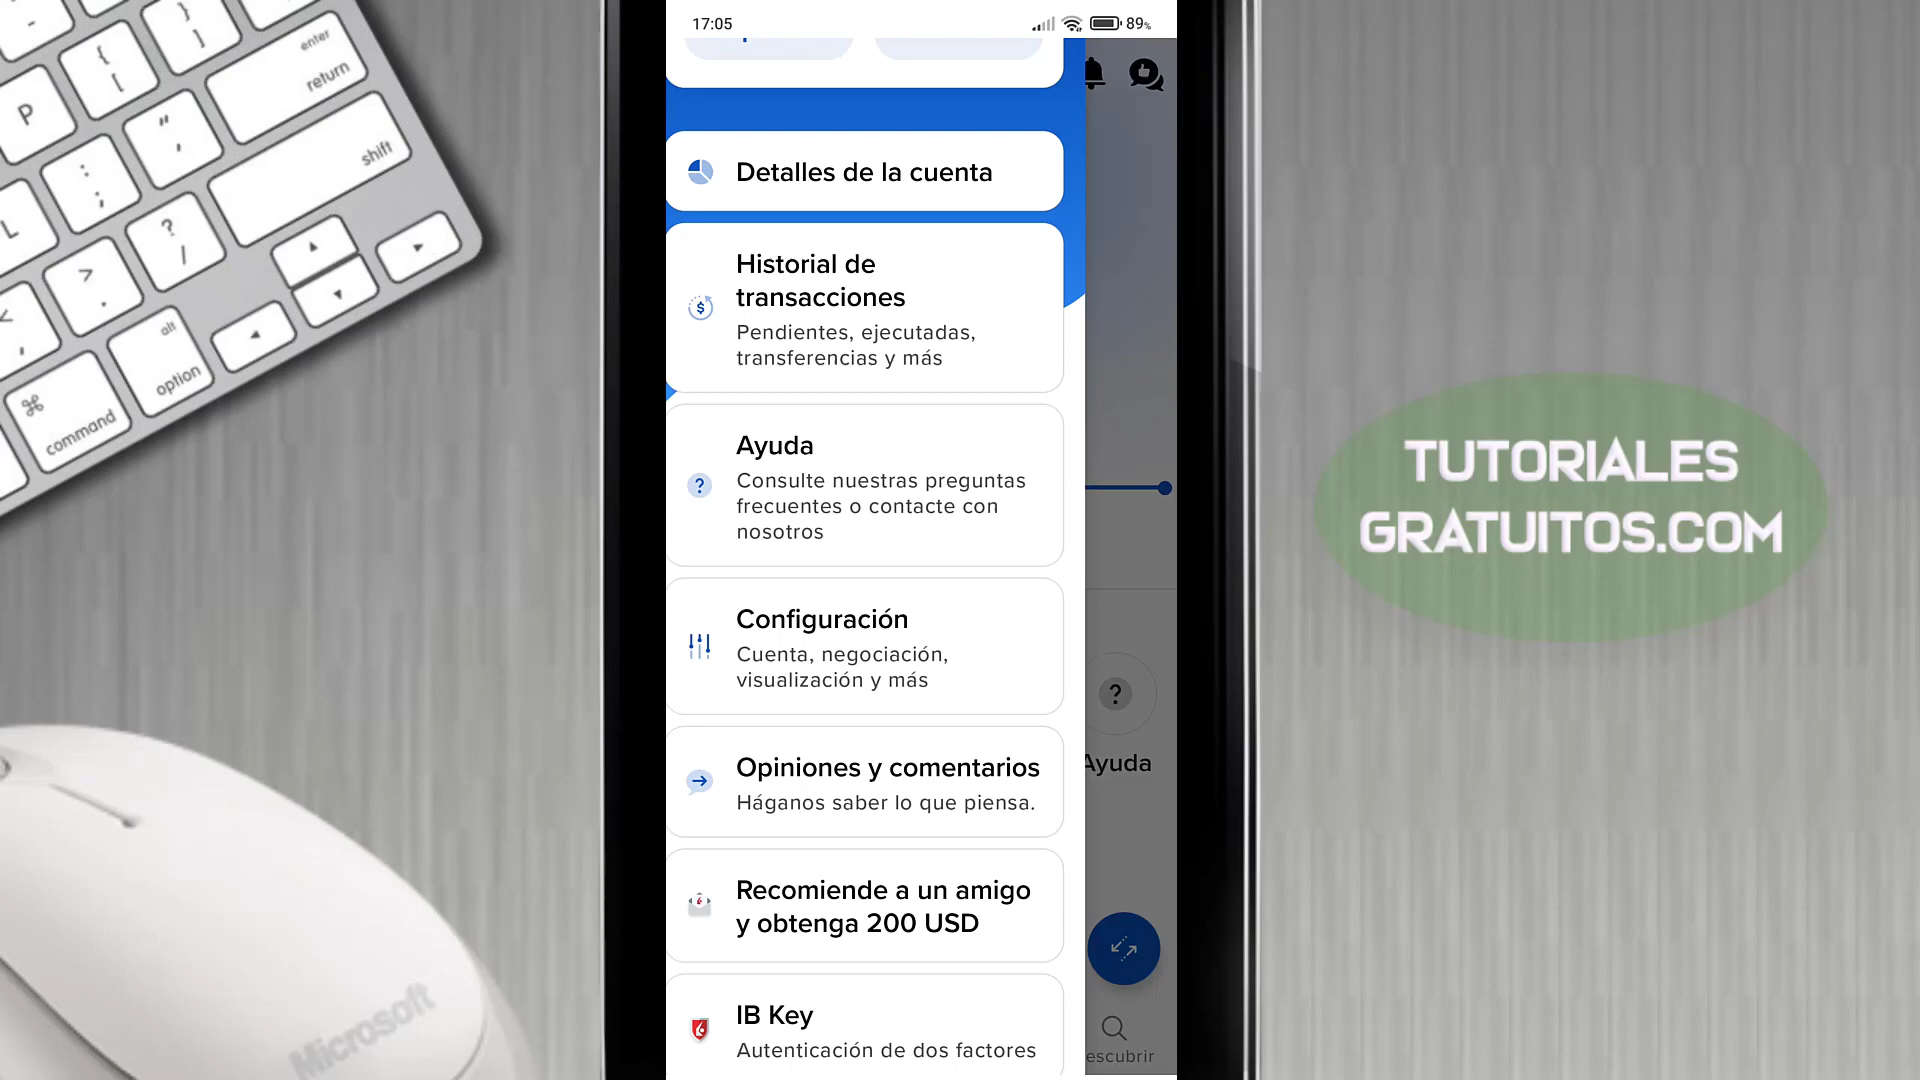 17:05
89%
Detalles de la cuenta
Historial de
transacciones
Pendientes, ejecutadas,
transferencias y más
Ayuda
Consulte nuestras preguntas
frecuentes o contacte con
nosotros
Configuración
Cuenta, negociación,
visualización y más
Opiniones y comentarios
Háganos saber lo que piensa.
Recomiende a un amigo
y obtenga 200 USD
IB Key
Autenticación de dos factores
Ayuda
escubrir
TUTORIALES
GRATUITOS.COM
enter
return
shift
alt
option
command
P
L
{
[
}
]
"
,
:
;
?
/
>
.
<
,
Microsoft